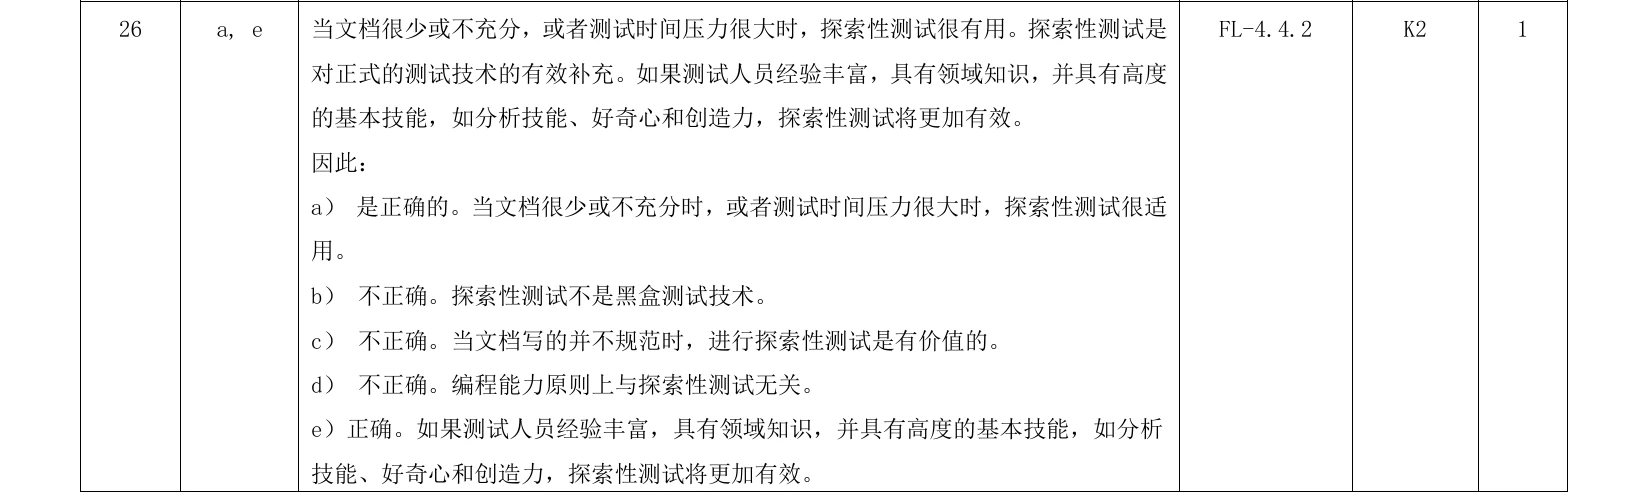 26 a, e 当文档很少或不充分，或者测试时间压力很大时，探索性测试很有用。探索性测试是 FL-4.4.2 K2 1
对正式的测试技术的有效补充。如果测试人员经验丰富，具有领域知识，并具有高度
的基本技能，如分析技能、好奇心和创造力，探索性测试将更加有效。
因此：
a） 是正确的。当文档很少或不充分时，或者测试时间压力很大时，探索性测试很适
用。
b） 不正确。探索性测试不是黑盒测试技术。
c） 不正确。当文档写的并不规范时，进行探索性测试是有价值的。
d） 不正确。编程能力原则上与探索性测试无关。
e）正确。如果测试人员经验丰富，具有领域知识，并具有高度的基本技能，如分析
技能、好奇心和创造力，探索性测试将更加有效。